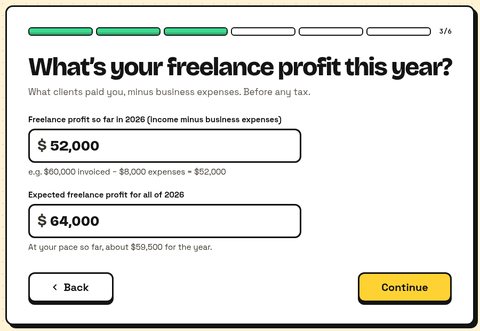 3/6
What's your freelance profit this year?
What clients paid you, minus business expenses. Before any tax.
Freelance profit so far in 2026 (income minus business expenses)
$ 52,000
e.g. $60,000 invoiced − $8,000 expenses = $52,000
Expected freelance profit for all of 2026
$ 64,000
At your pace so far, about $59,500 for the year.
‹ Back
Continue